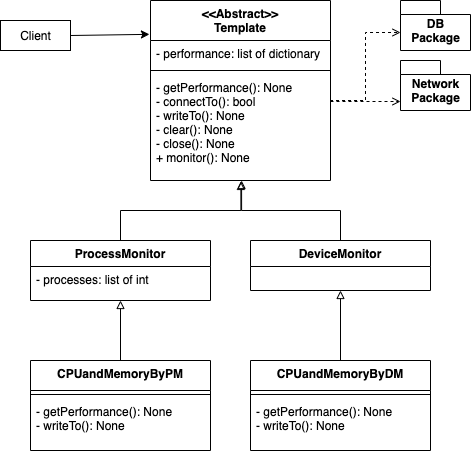 Client
<<Abstract>>
Template
- performance: list of dictionary
- getPerformance(): None
- connectTo(): bool
- writeTo(): None
- clear(): None
- close(): None
+ monitor(): None
DB
Package
Network
Package
ProcessMonitor
- processes: list of int
DeviceMonitor
CPUandMemoryByPM
- getPerformance(): None
- writeTo(): None
CPUandMemoryByDM
- getPerformance(): None
- writeTo(): None